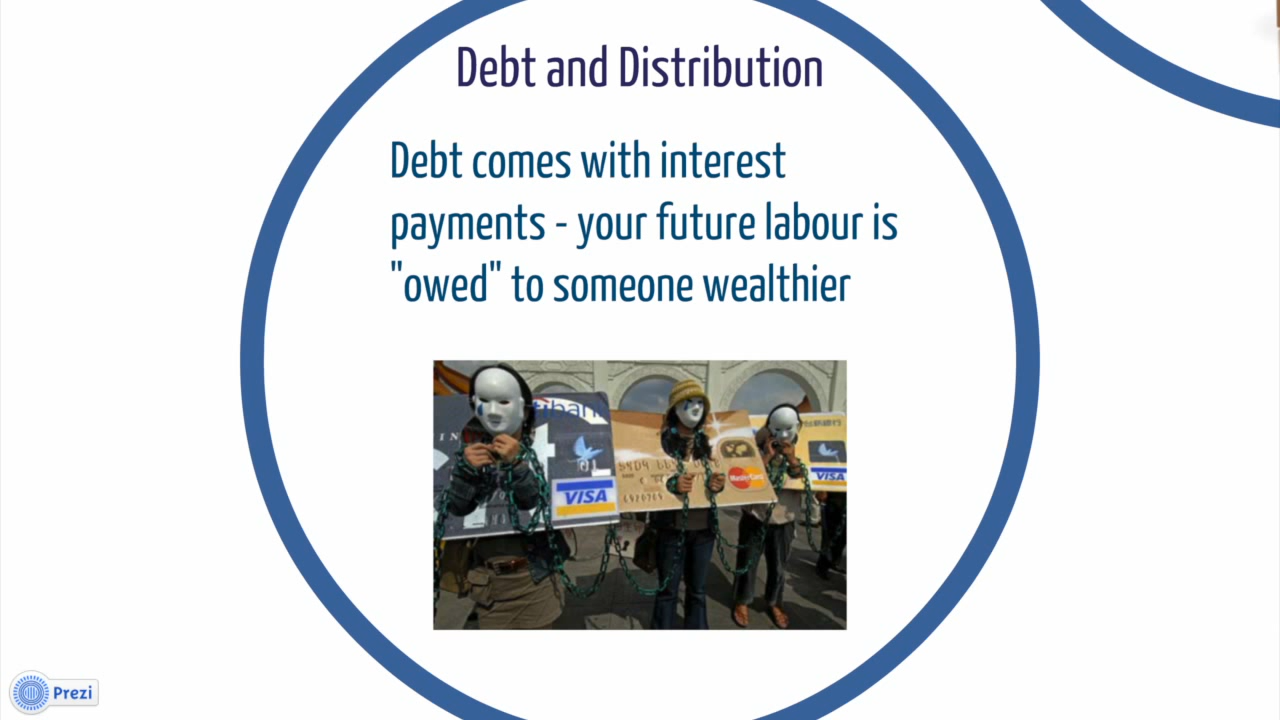 Debt and Distribution
Debt comes with interest
payments - your future labour is
"owed" to someone wealthier
VISA
MasterCard
VISA
Prezi